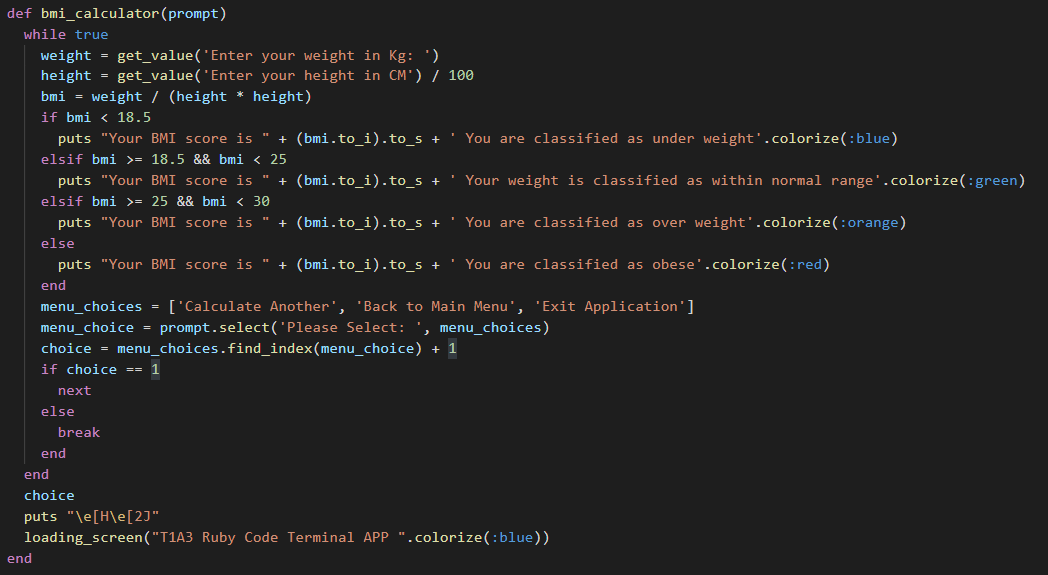 def bmi_calculator(prompt)
  while true
    weight = get_value('Enter your weight in Kg: ')
    height = get_value('Enter your height in CM') / 100
    bmi = weight / (height * height)
    if bmi < 18.5
      puts "Your BMI score is " + (bmi.to_i).to_s + ' You are classified as under weight'.colorize(:blue)
    elsif bmi >= 18.5 && bmi < 25
      puts "Your BMI score is " + (bmi.to_i).to_s + ' Your weight is classified as within normal range'.colorize(:green)
    elsif bmi >= 25 && bmi < 30
      puts "Your BMI score is " + (bmi.to_i).to_s + ' You are classified as over weight'.colorize(:orange)
    else
      puts "Your BMI score is " + (bmi.to_i).to_s + ' You are classified as obese'.colorize(:red)
    end
    menu_choices = ['Calculate Another', 'Back to Main Menu', 'Exit Application']
    menu_choice = prompt.select('Please Select: ', menu_choices)
    choice = menu_choices.find_index(menu_choice) + 1
    if choice == 1
      next
    else
      break
    end
  end
  choice
  puts "\e[H\e[2J"
  loading_screen("T1A3 Ruby Code Terminal APP ".colorize(:blue))
end